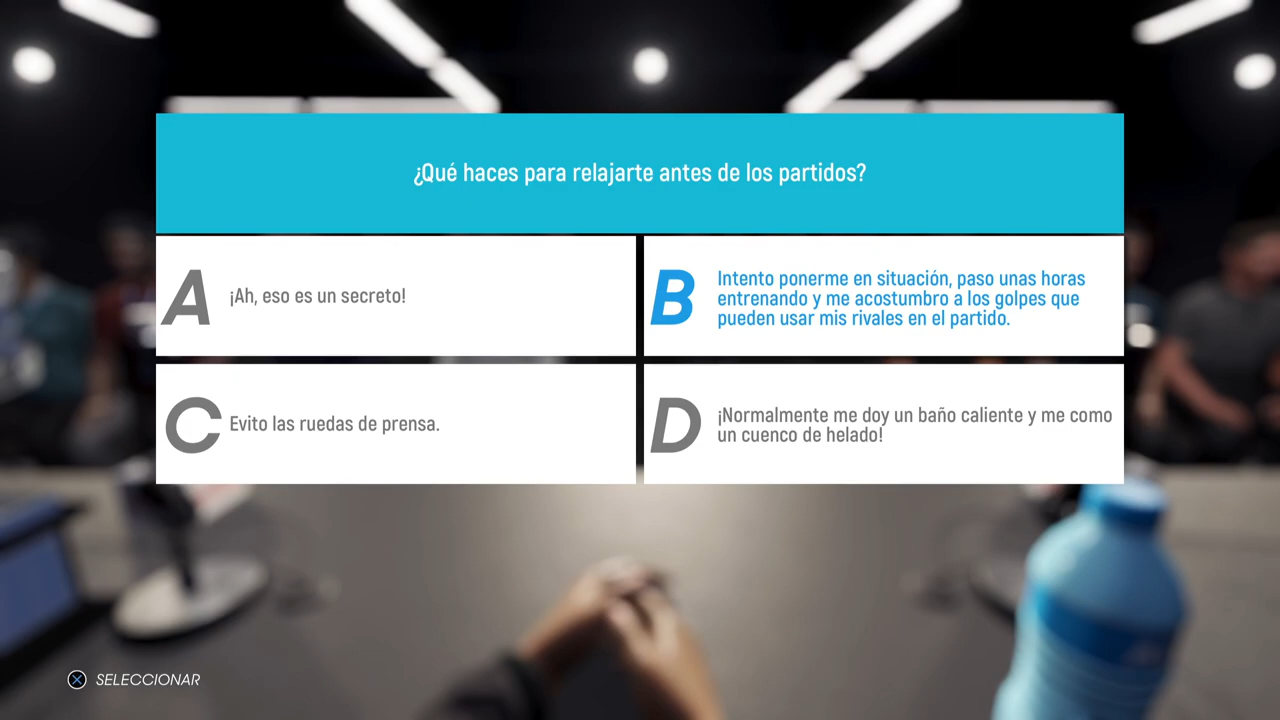 ¿Qué haces para relajarte antes de los partidos?
A
¡Ah, eso es un secreto!
B
Intento ponerme en situación, paso unas horas
entrenando y me acostumbro a los golpes que
pueden usar mis rivales en el partido.
C
Evito las ruedas de prensa.
D
¡Normalmente me doy un baño caliente y me como
un cuenco de helado!
SELECCIONAR